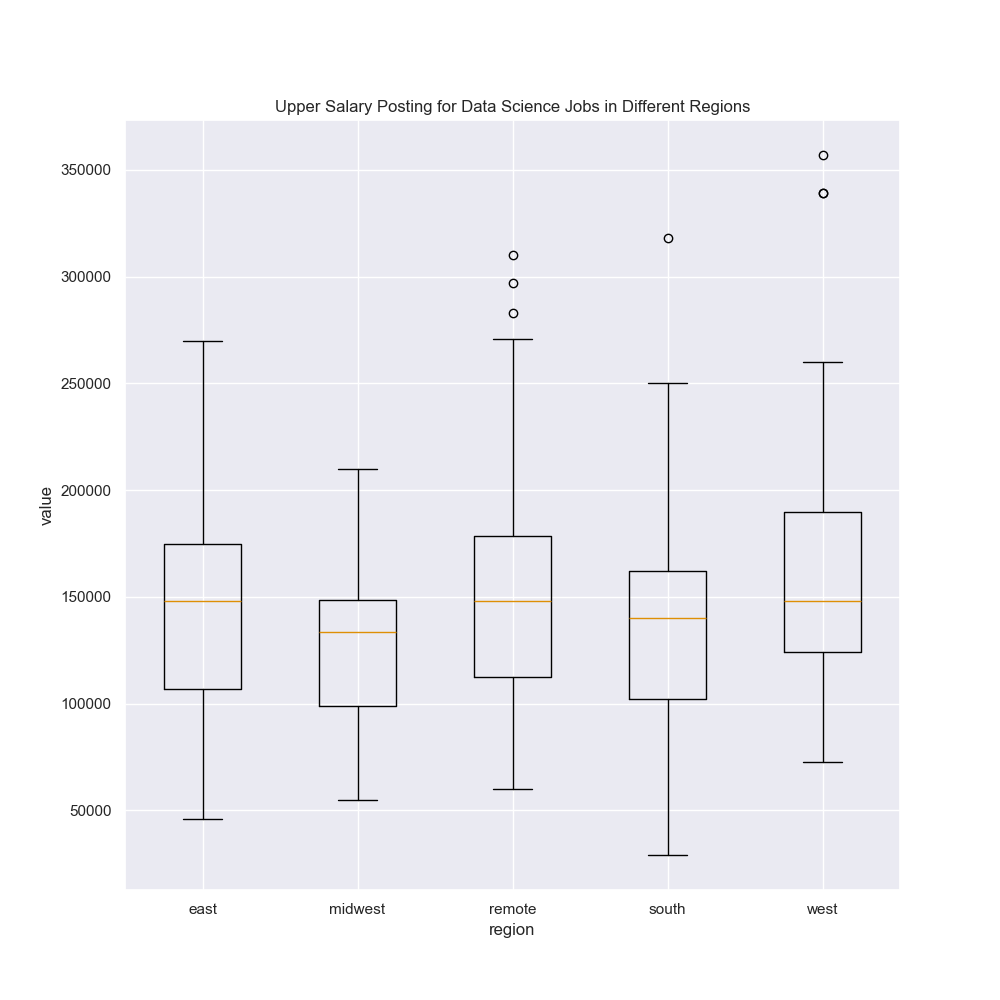 Upper Salary Posting for Data Science Jobs in Different Regions
350000
300000
250000
200000
150000
100000
50000
value
east midwest remote south west
region